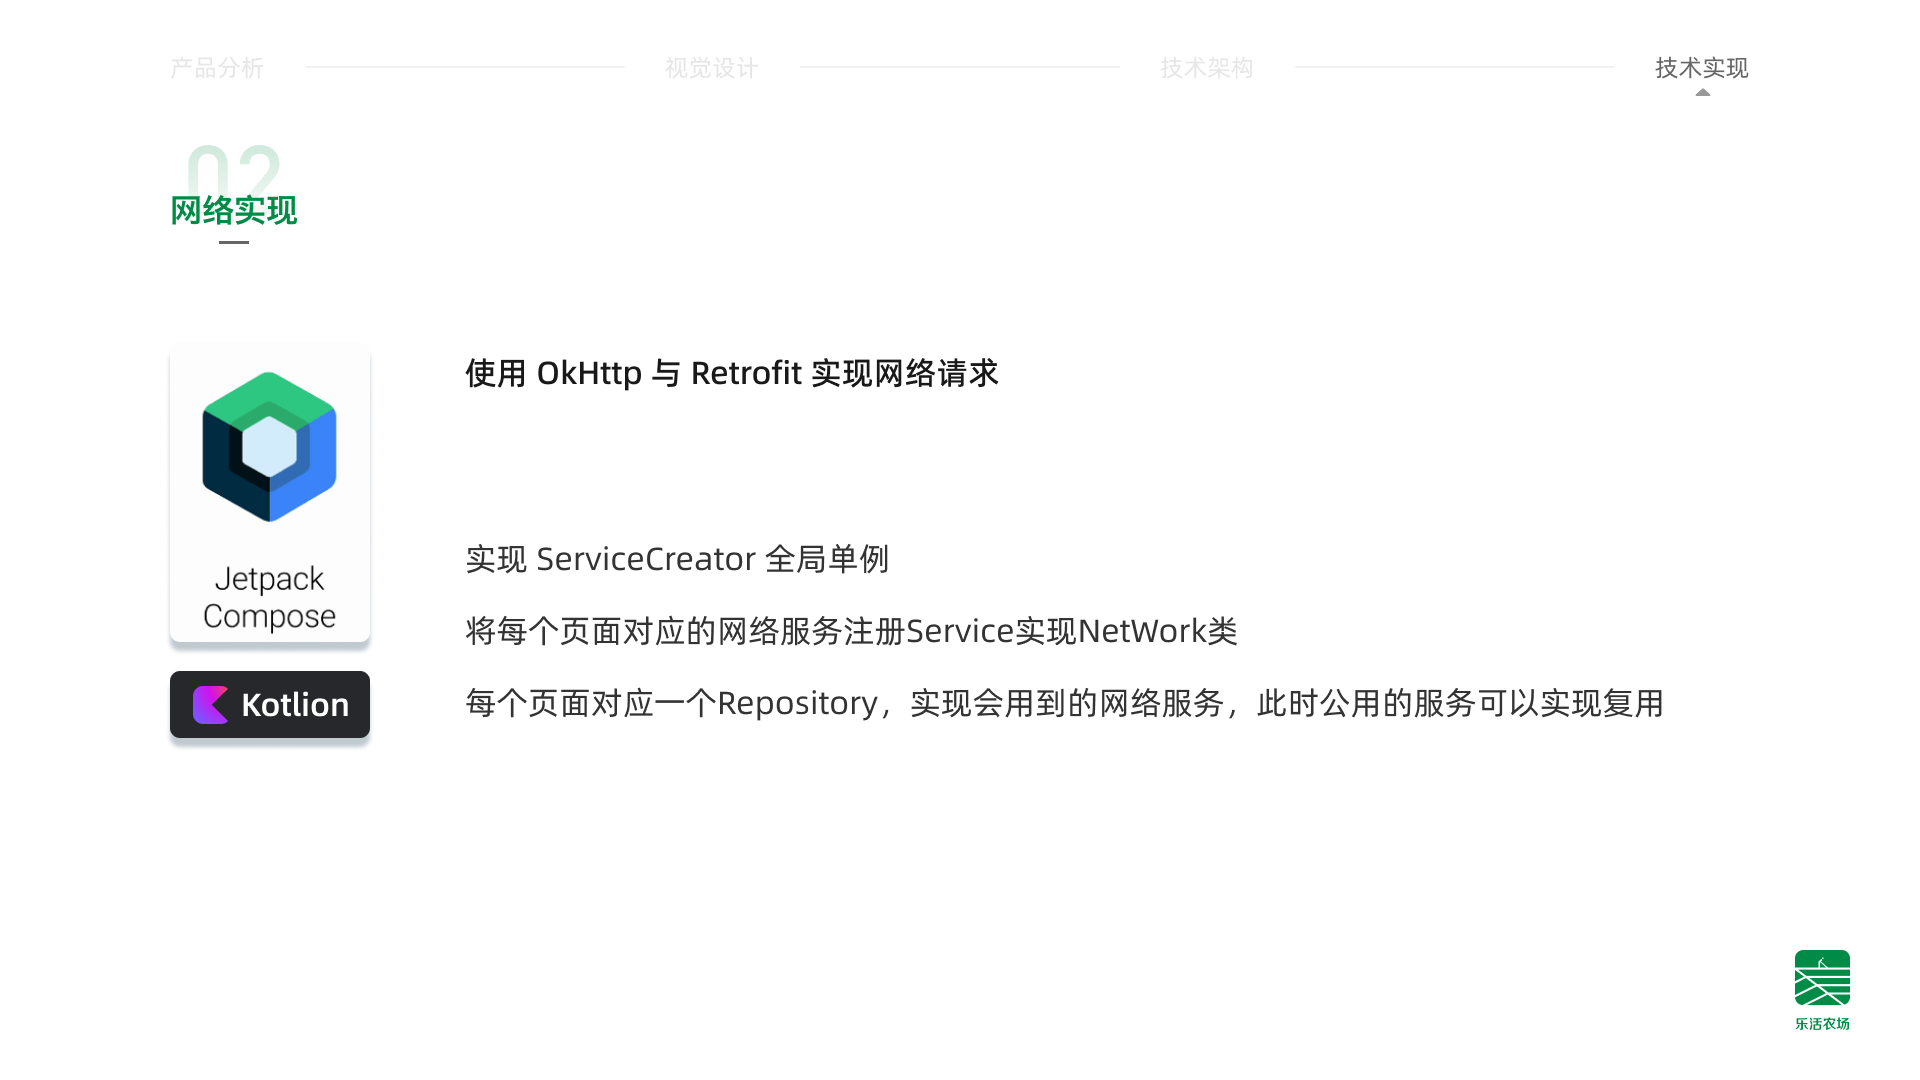 产品分析
视觉设计
技术架构
技术实现
02
网络实现
使用 OkHttp 与 Retrofit 实现网络请求
Jetpack
Compose
Kotlion
实现 ServiceCreator 全局单例
将每个页面对应的网络服务注册Service实现NetWork类
每个页面对应一个Repository，实现会用到的网络服务，此时公用的服务可以实现复用
乐活农场